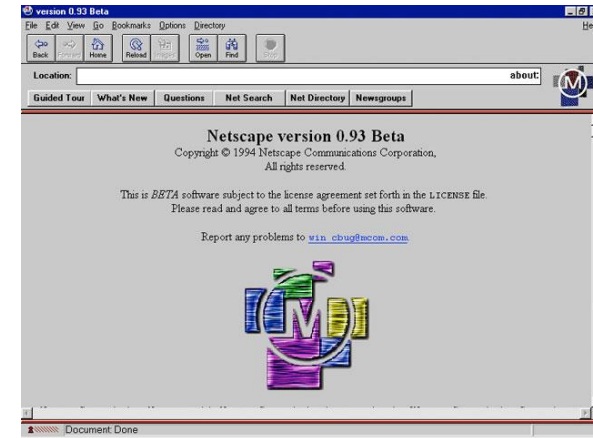 version 0.93 Beta
File Edit View Go Bookmarks Options Directory He
Back Forward Home Reload Images Open Find Stop
Location: about:
Guided Tour What's New Questions Net Search Net Directory Newsgroups
Netscape version 0.93 Beta
Copyright © 1994 Netscape Communications Corporation,
All rights reserved.
This is BETA software subject to the license agreement set forth in the LICENSE file.
Please read and agree to all terms before using this software.
Report any problems to win_cbug@mcom.com.
M
Document: Done